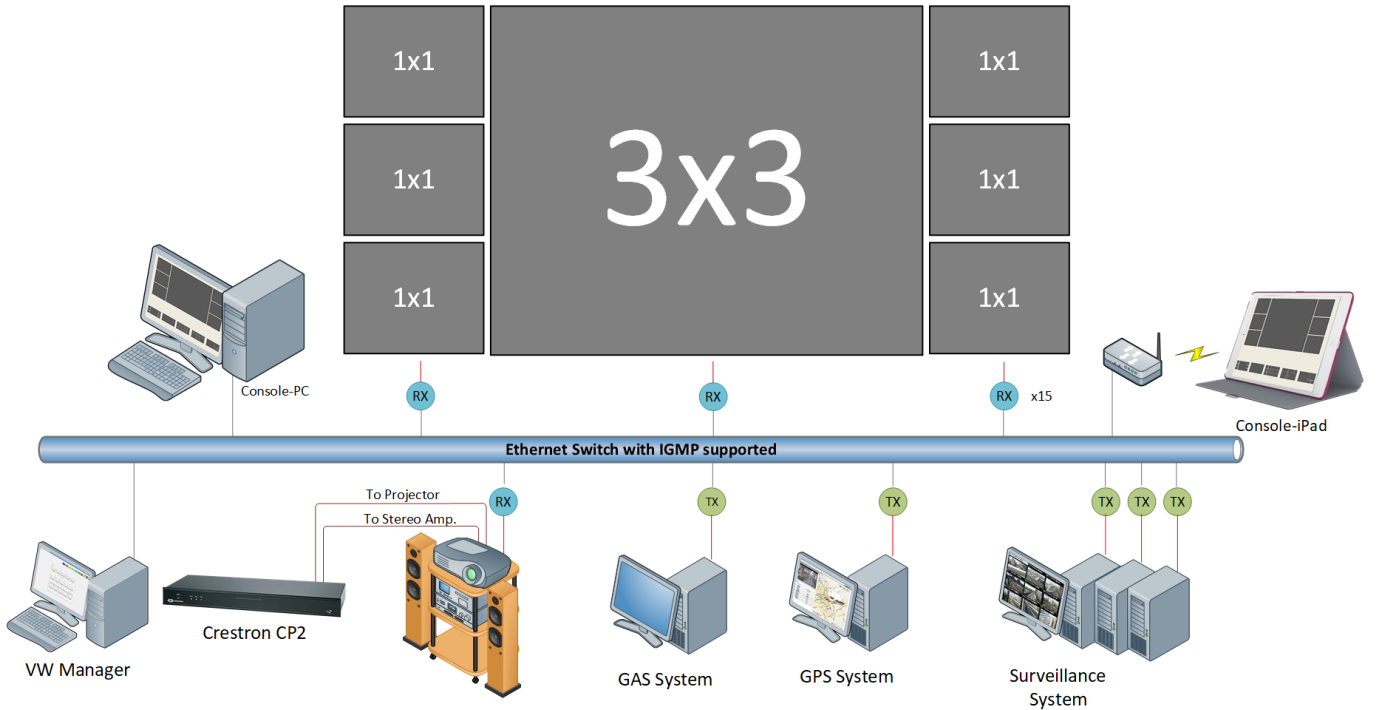 1x1
3x3
1x1
1x1
1x1
1x1
1x1
Console-PC
RX
RX
RX
x15
Console-iPad
Ethernet Switch with IGMP supported
To Projector
RX
TX
TX
TX
TX
TX
To Stereo Amp.
Crestron CP2
VW Manager
GAS System
GPS System
Surveillance
System